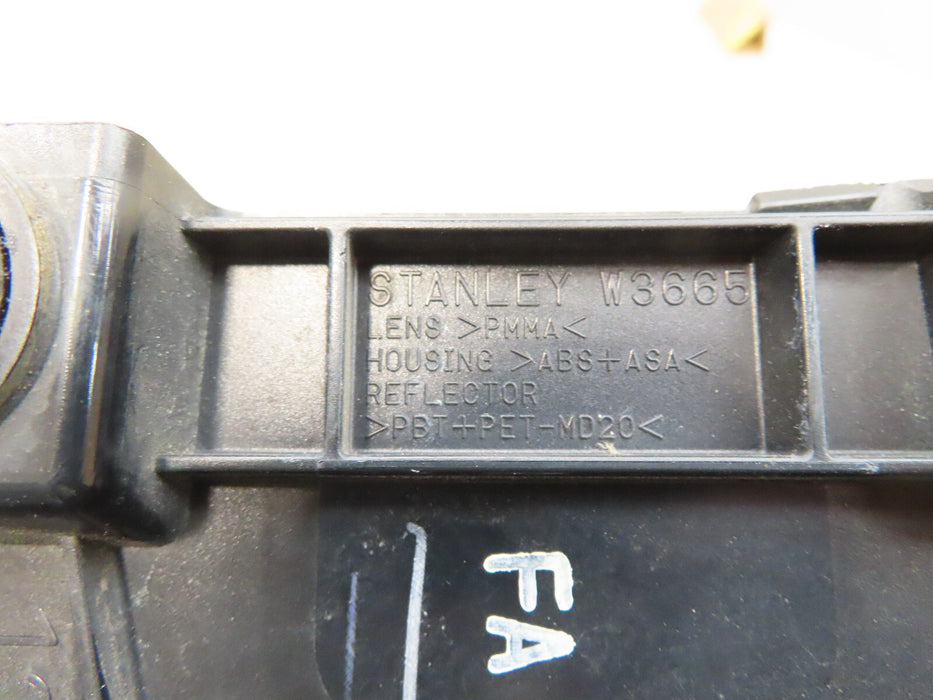 STANLEY W3665
LENS >PMMA<
HOUSING >ABS+ASA<
REFLECTOR
>PBT+PET-MD20<
FA